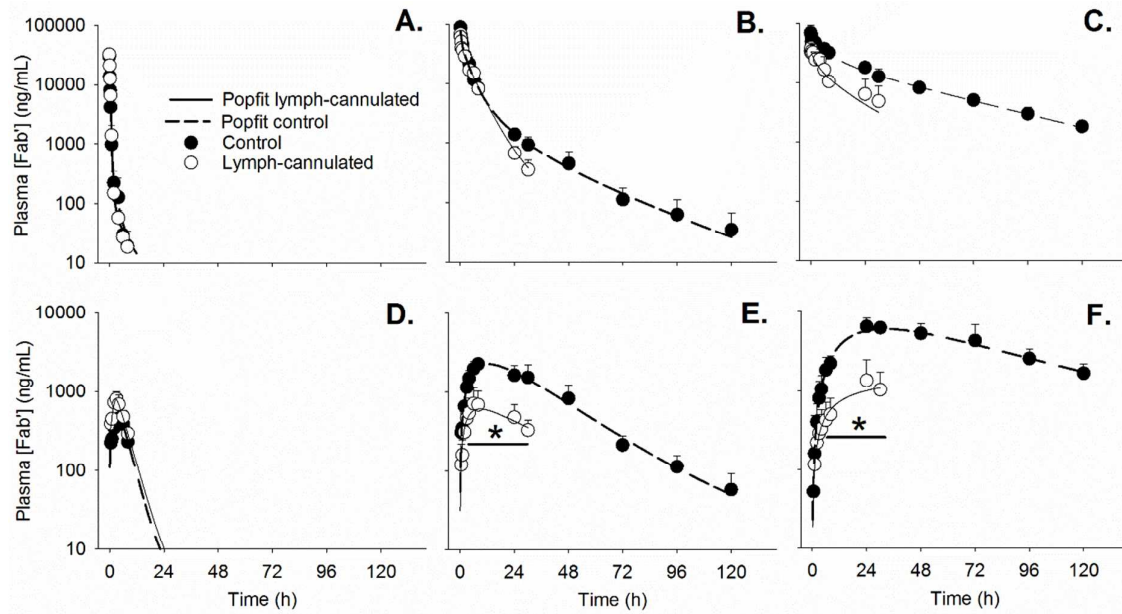 A.
B.
C.
Plasma [Fab'] (ng/mL)
100000
10000
1000
100
10
Popfit lymph-cannulated
Popfit control
Control
Lymph-cannulated
D.
E.
F.
Plasma [Fab'] (ng/mL)
10000
1000
100
10
*
*
0 24 48 72 96 120
0 24 48 72 96 120
0 24 48 72 96 120
Time (h)
Time (h)
Time (h)